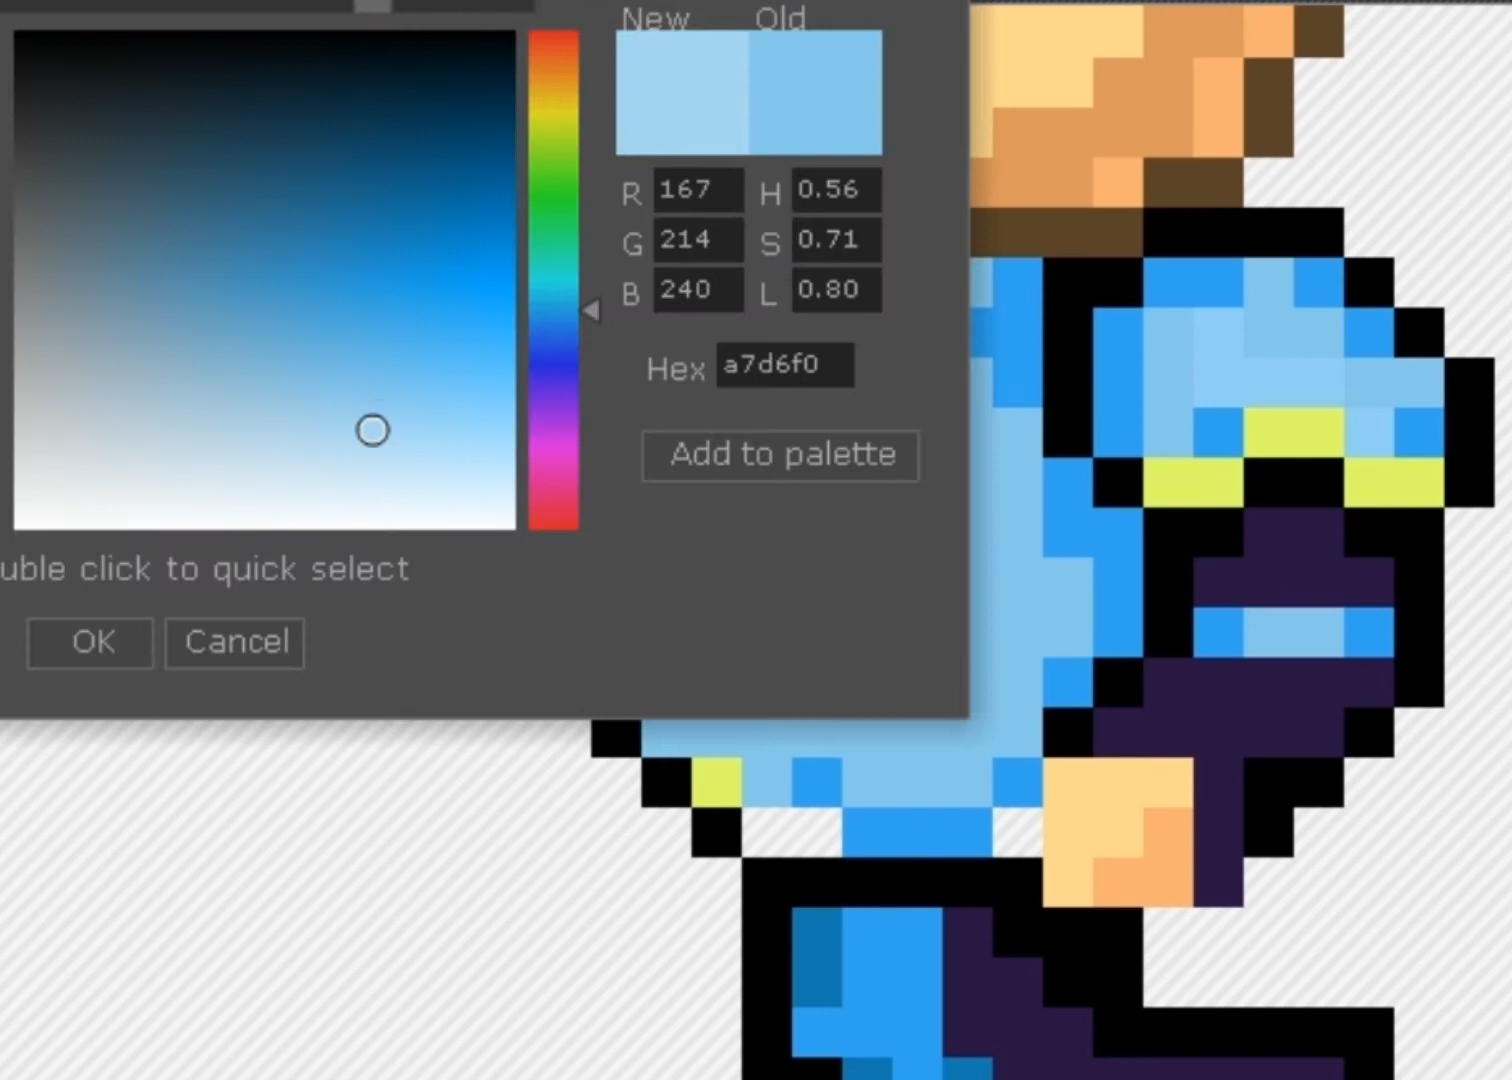 New Old
R 167 H 0.56
G 214 S 0.71
B 240 L 0.80
Hex a7d6f0
Add to palette
uble click to quick select
OK Cancel